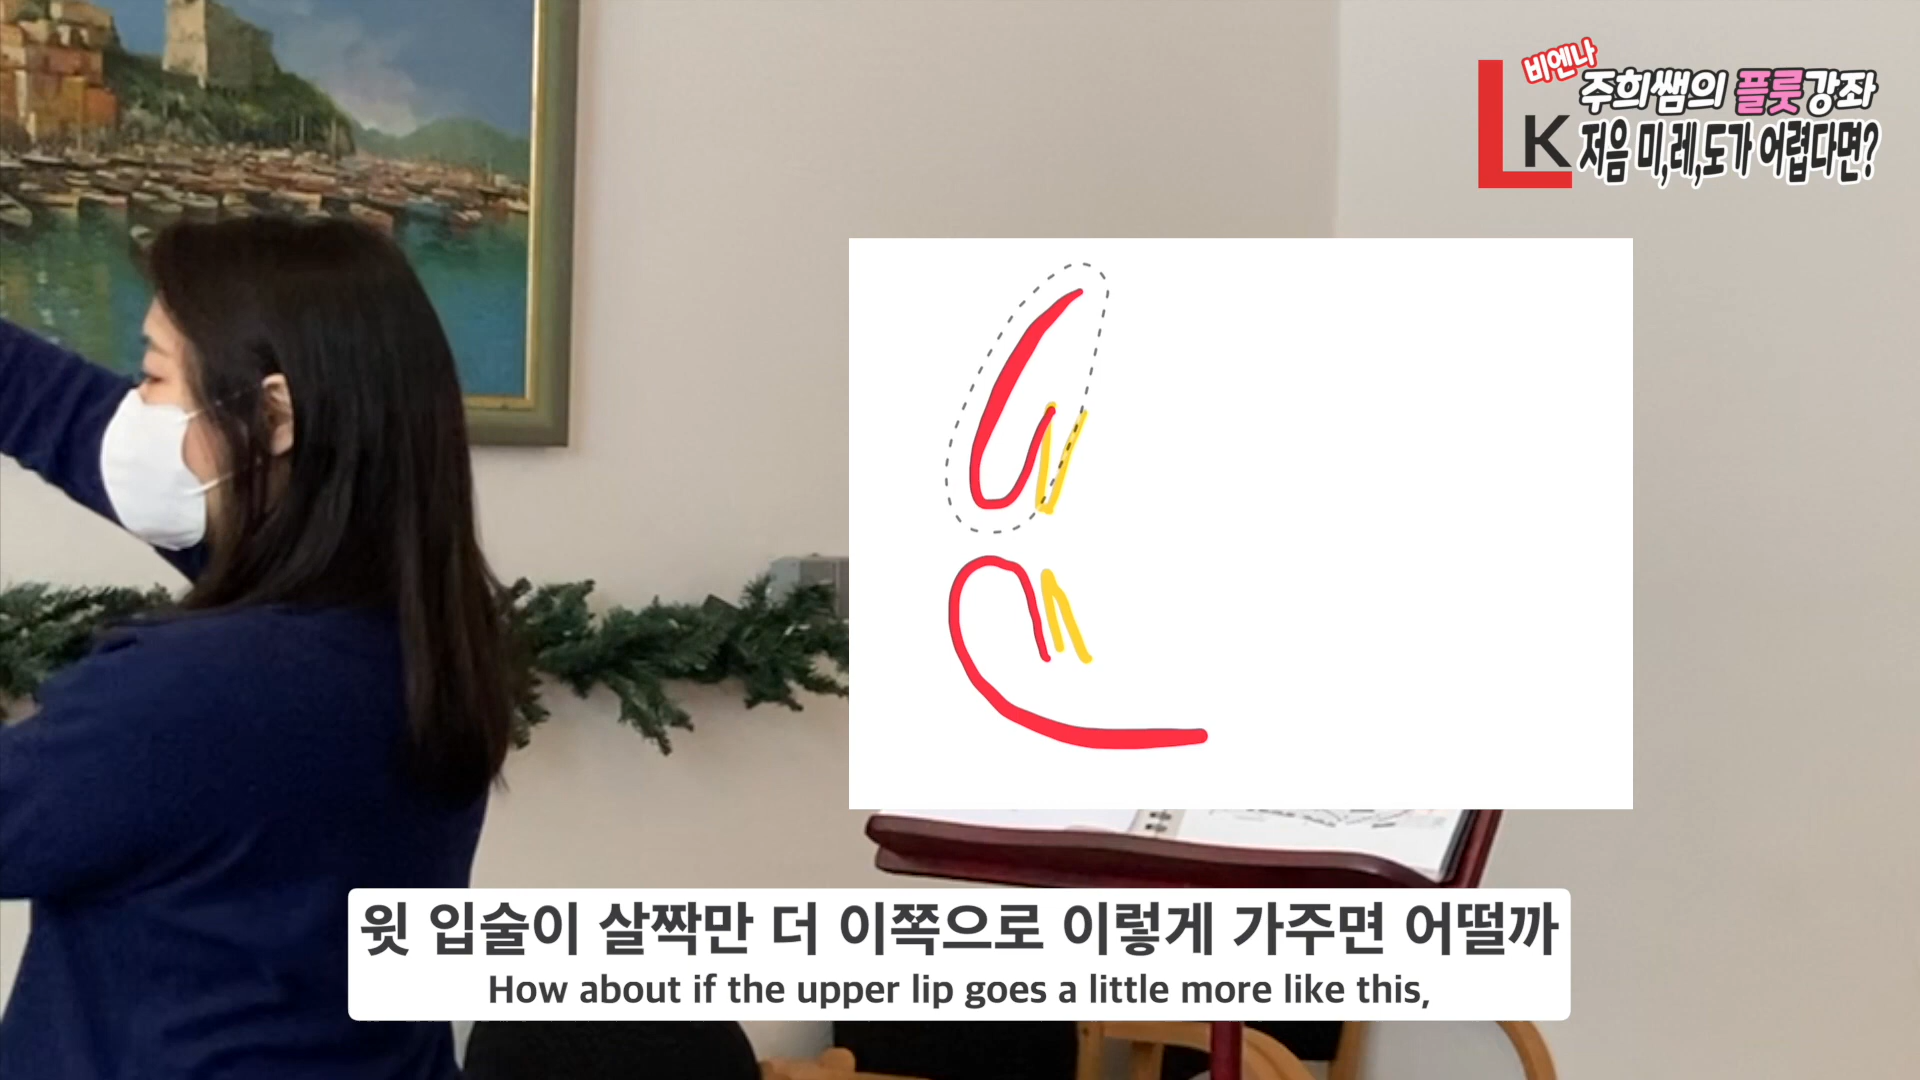 비엔나
주희쌤의 플룻강좌
LK
저음 미,레,도가 어렵다면?
윗 입술이 살짝만 더 이쪽으로 이렇게 가주면 어떨까
How about if the upper lip goes a little more like this,